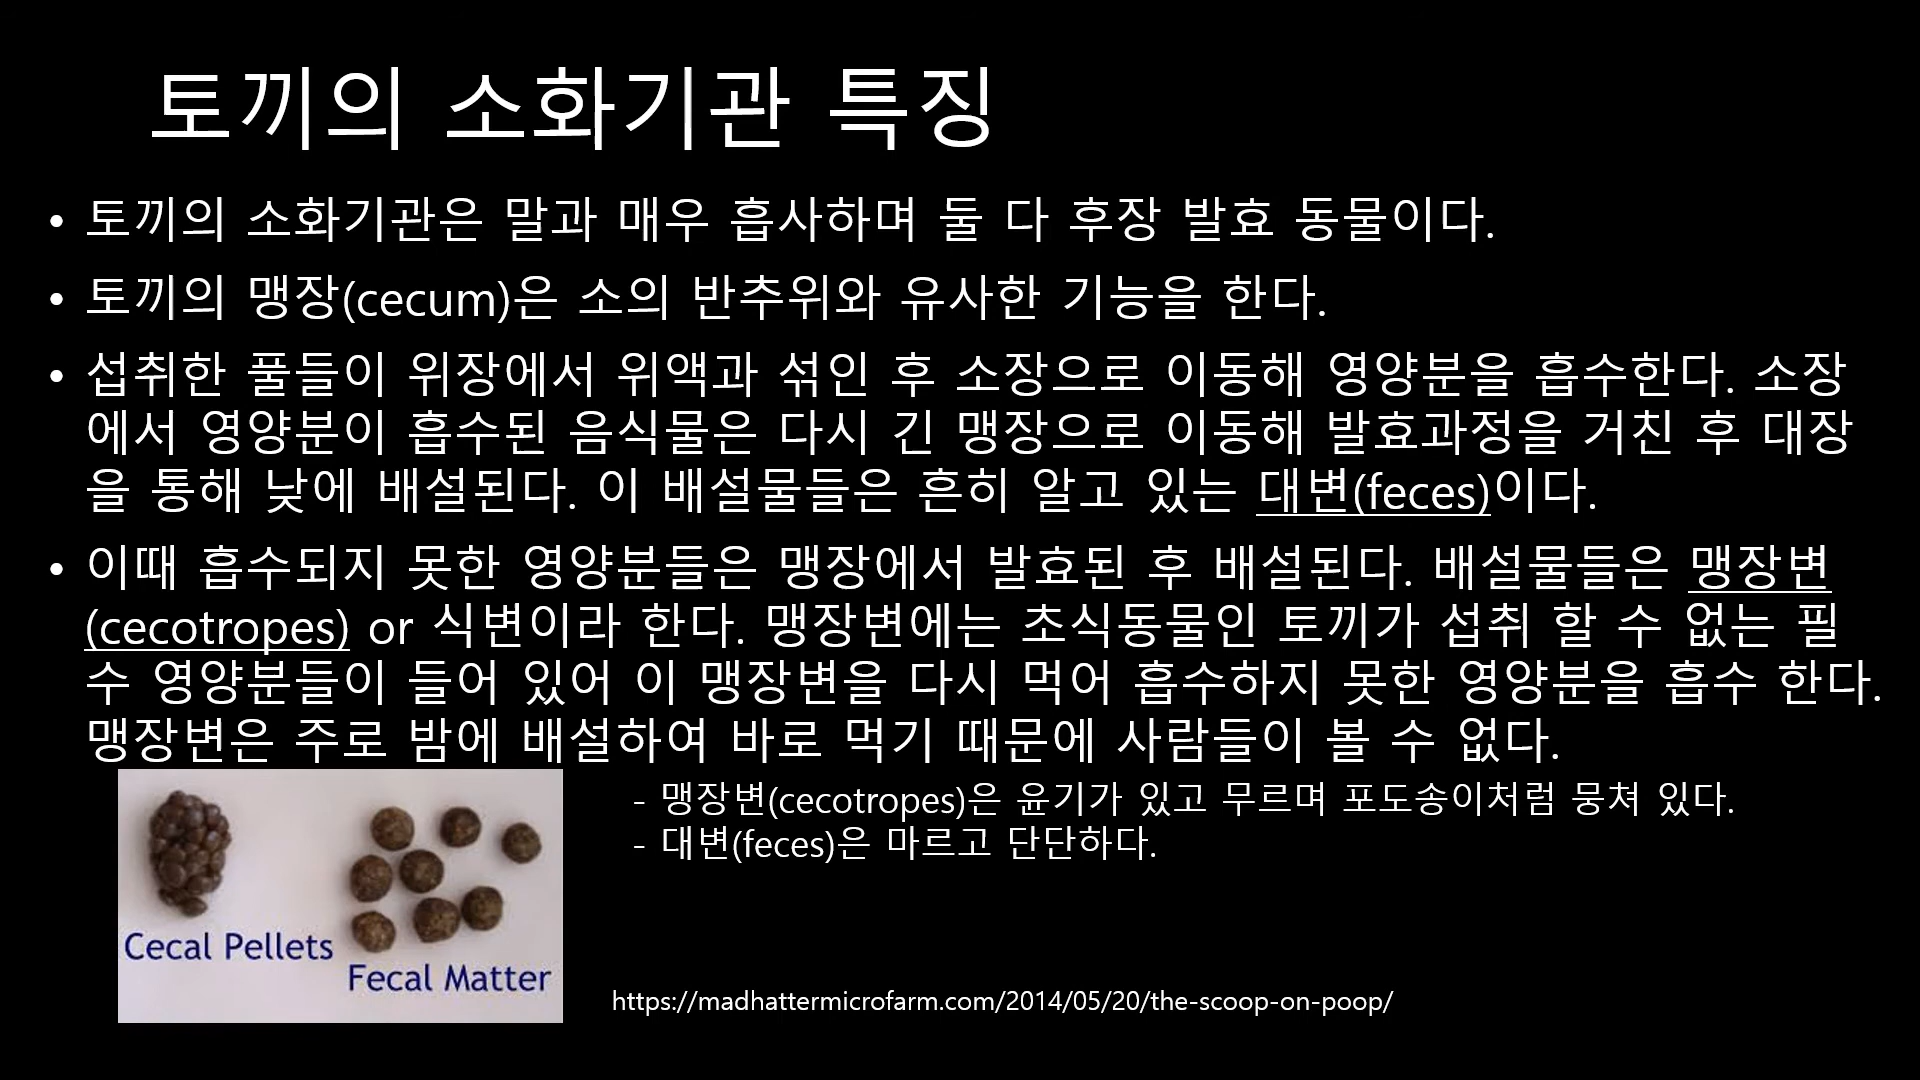 토끼의 소화기관 특징
• 토끼의 소화기관은 말과 매우 흡사하며 둘 다 후장 발효 동물이다.
• 토끼의 맹장(cecum)은 소의 반추위와 유사한 기능을 한다.
• 섭취한 풀들이 위장에서 위액과 섞인 후 소장으로 이동해 영양분을 흡수한다. 소장
에서 영양분이 흡수된 음식물은 다시 긴 맹장으로 이동해 발효과정을 거친 후 대장
을 통해 낮에 배설된다. 이 배설물들은 흔히 알고 있는 대변(feces)이다.
• 이때 흡수되지 못한 영양분들은 맹장에서 발효된 후 배설된다. 배설물들은 맹장변
(cecotropes) or 식변이라 한다. 맹장변에는 초식동물인 토끼가 섭취 할 수 없는 필
수 영양분들이 들어 있어 이 맹장변을 다시 먹어 흡수하지 못한 영양분을 흡수 한다.
맹장변은 주로 밤에 배설하여 바로 먹기 때문에 사람들이 볼 수 없다.
- 맹장변(cecotropes)은 윤기가 있고 무르며 포도송이처럼 뭉쳐 있다.
- 대변(feces)은 마르고 단단하다.
Cecal Pellets
Fecal Matter
https://madhattermicrofarm.com/2014/05/20/the-scoop-on-poop/